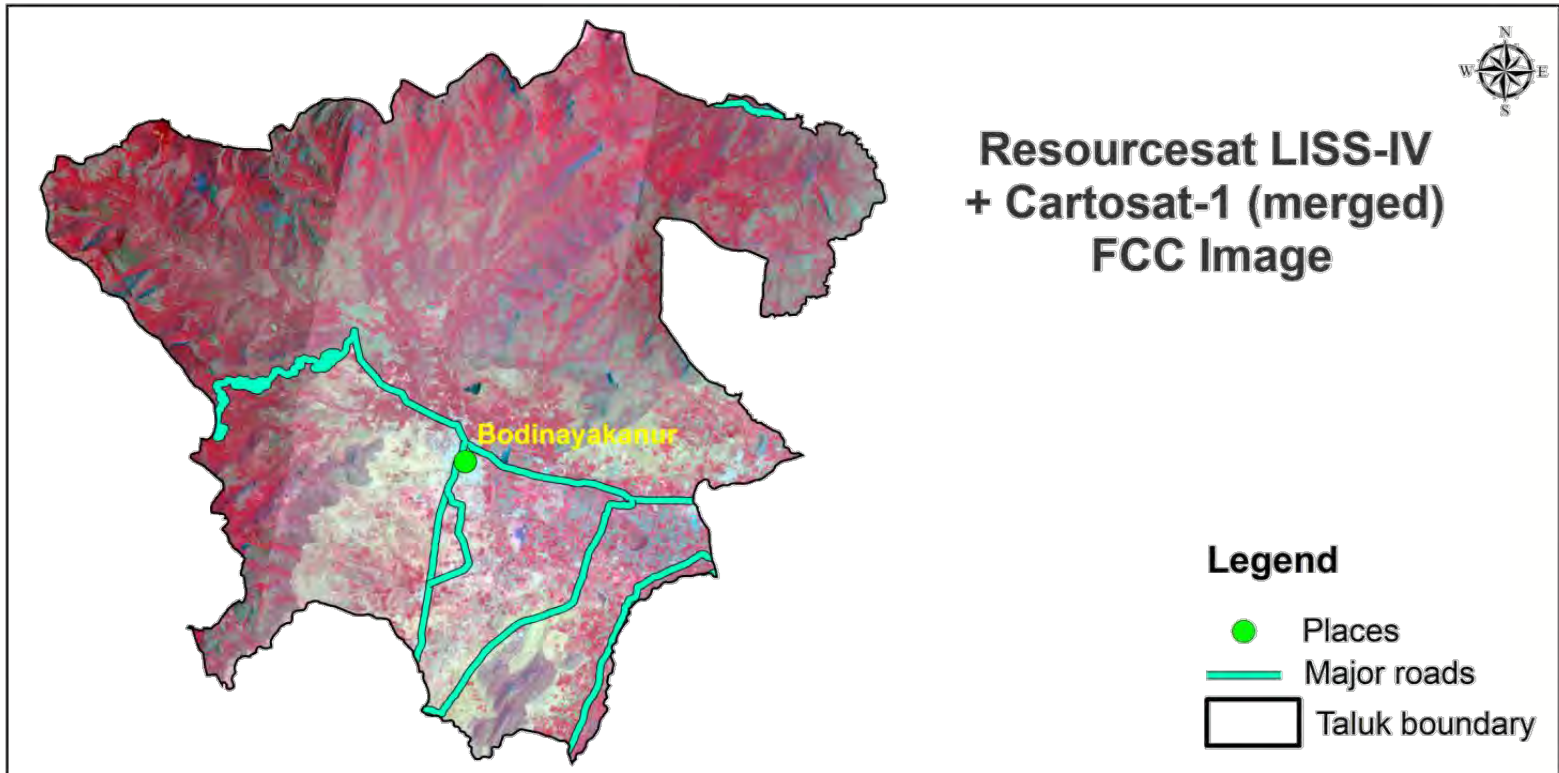 N
W E
S
Resourcesat LISS-IV
+ Cartosat-1 (merged)
FCC Image
Bodinayakanur
Legend
Places
Major roads
Taluk boundary